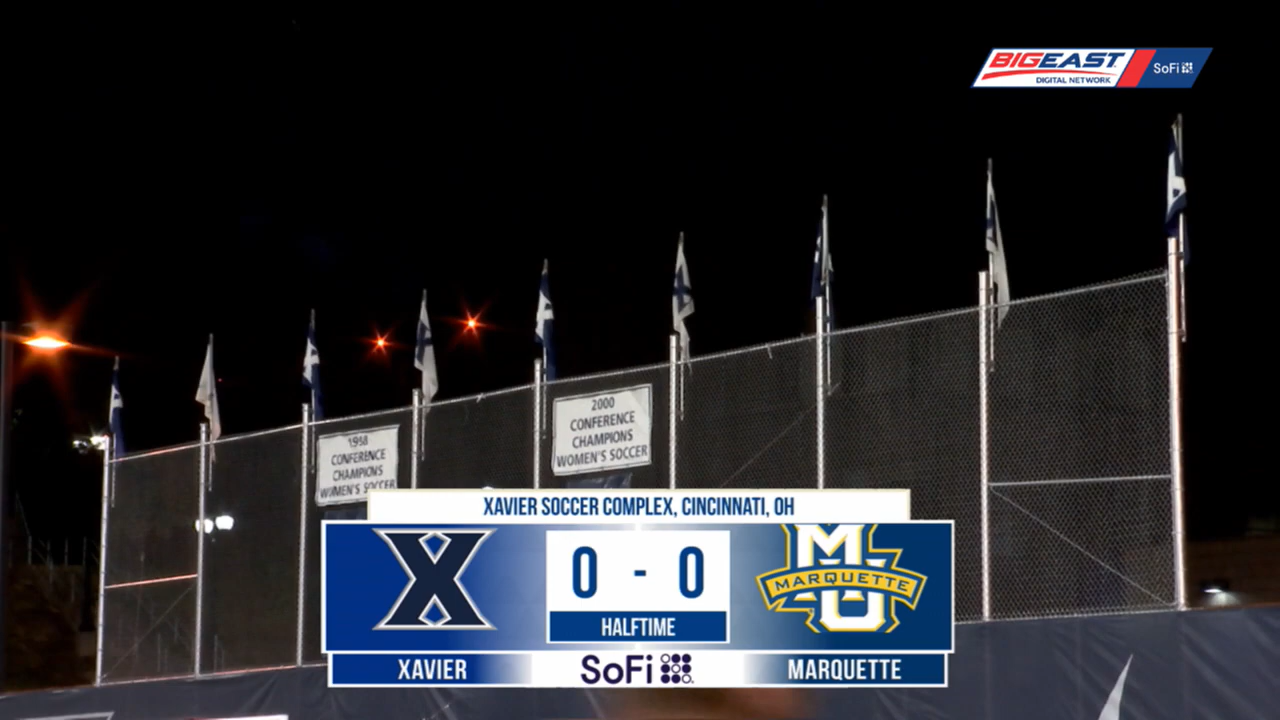 BIGEAST
DIGITAL NETWORK
SoFi
2000
CONFERENCE
CHAMPIONS
WOMEN'S SOCCER
1998
CONFERENCE
CHAMPIONS
WOMEN'S SOCCER
XAVIER SOCCER COMPLEX, CINCINNATI, OH
X
0 - 0
MU
MARQUETTE
HALFTIME
XAVIER
SoFi
MARQUETTE